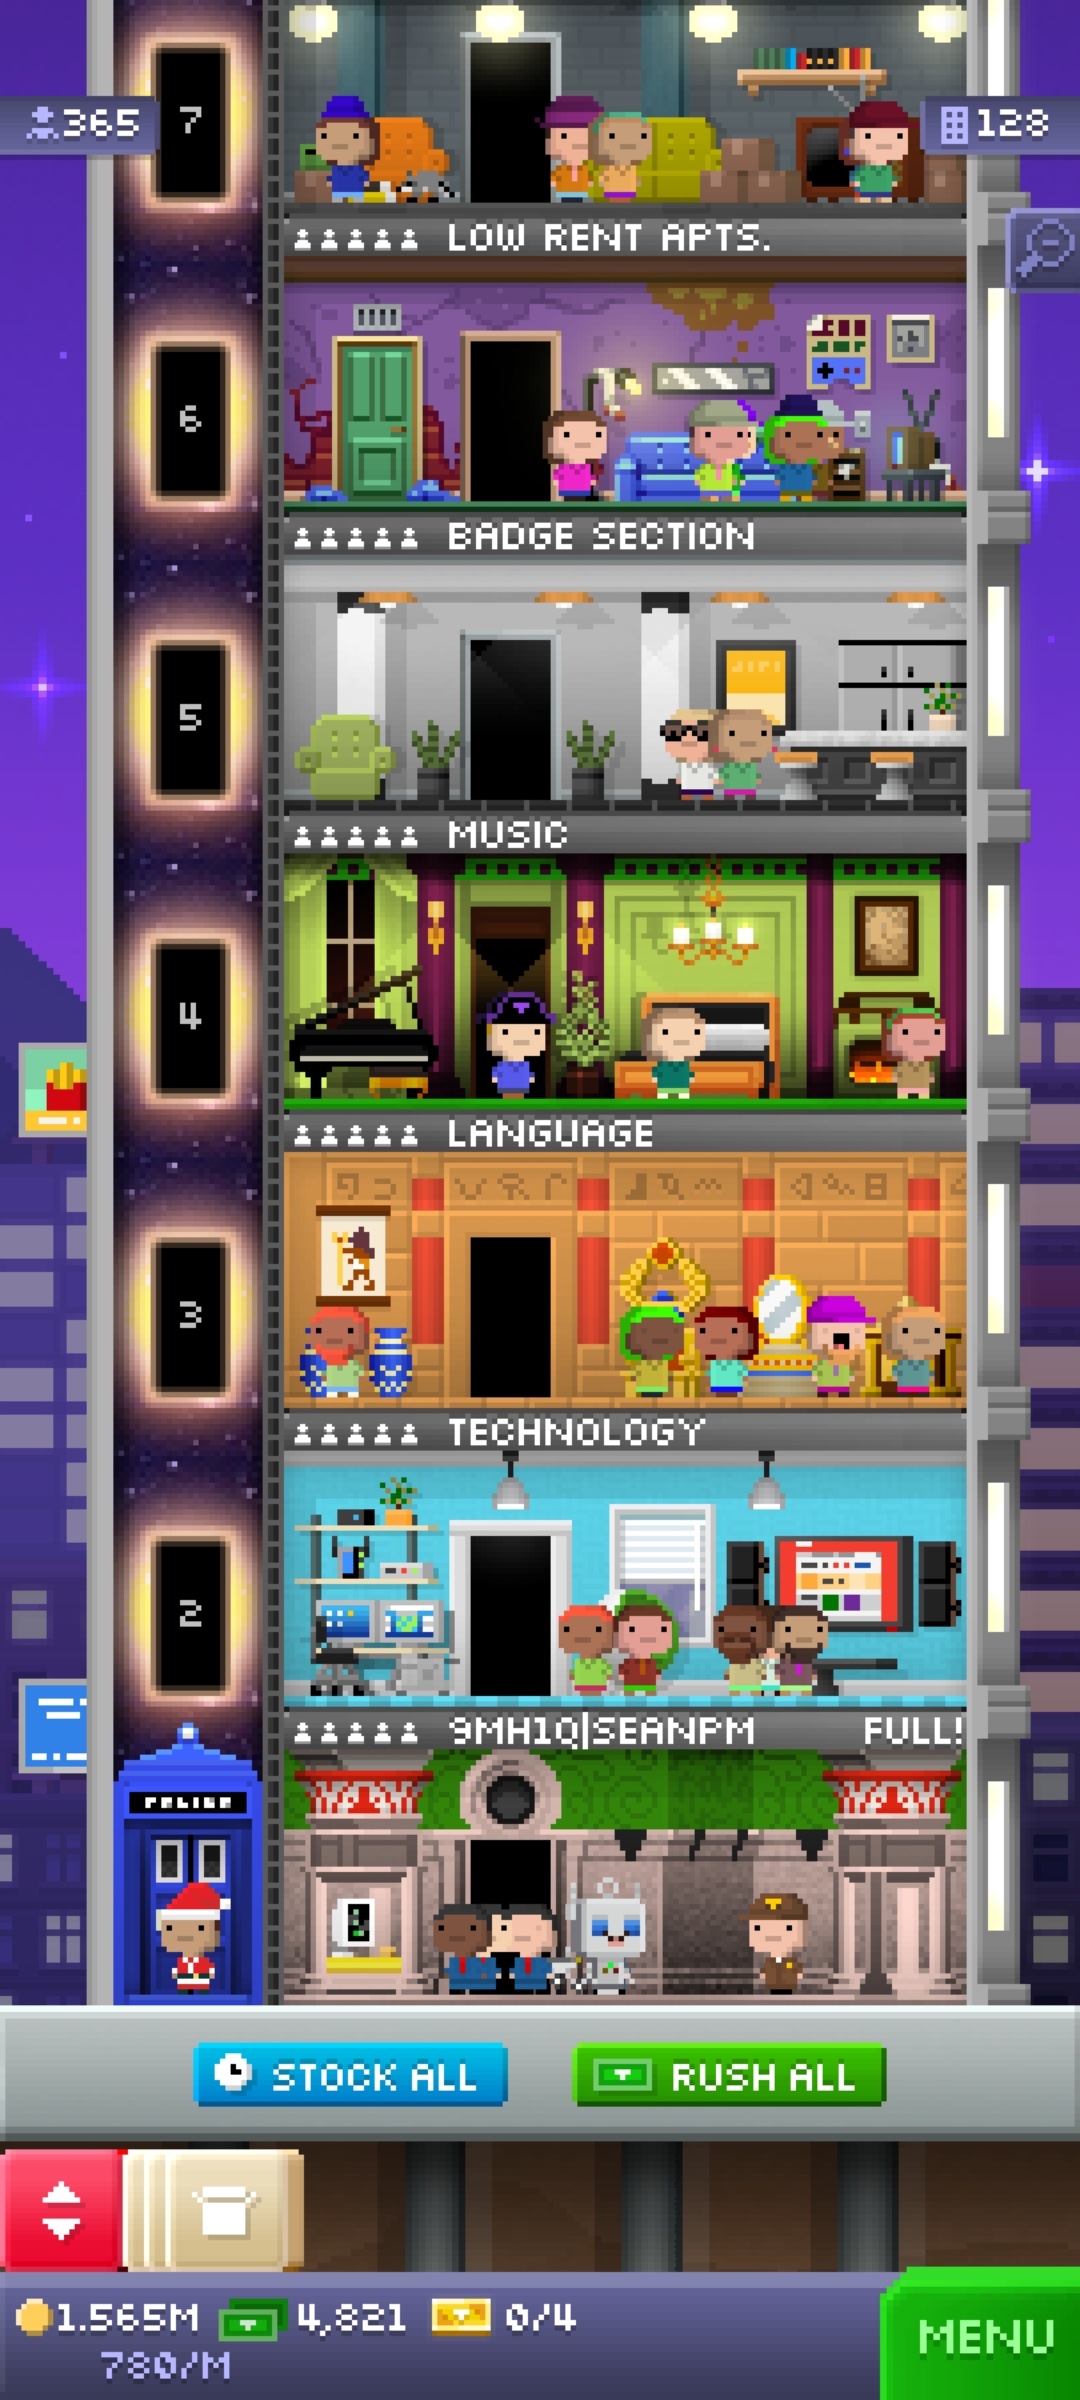 365
7
128
LOW RENT APTS.
6
BADGE SECTION
5
MUSIC
4
LANGUAGE
3
TECHNOLOGY
2
9MH1Q|SEANPM FULL!
POLICE
STOCK ALL
RUSH ALL
1.565M 4,821 0/4
780/M
MENU